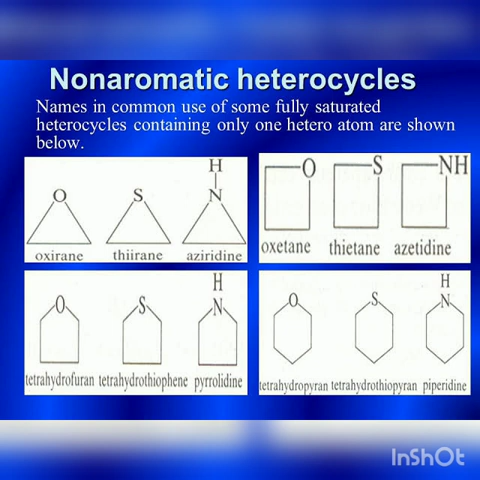 Nonaromatic heterocycles
Names in common use of some fully saturated
heterocycles containing only one hetero atom are shown
below.
H
O S N
oxirane thiirane aziridine
O S NH
oxetane thietane azetidine
H
O S N
tetrahydrofuran tetrahydrothiophene pyrrolidine
H
O S N
tetrahydropyran tetrahydrothiopyran piperidine
InShOt